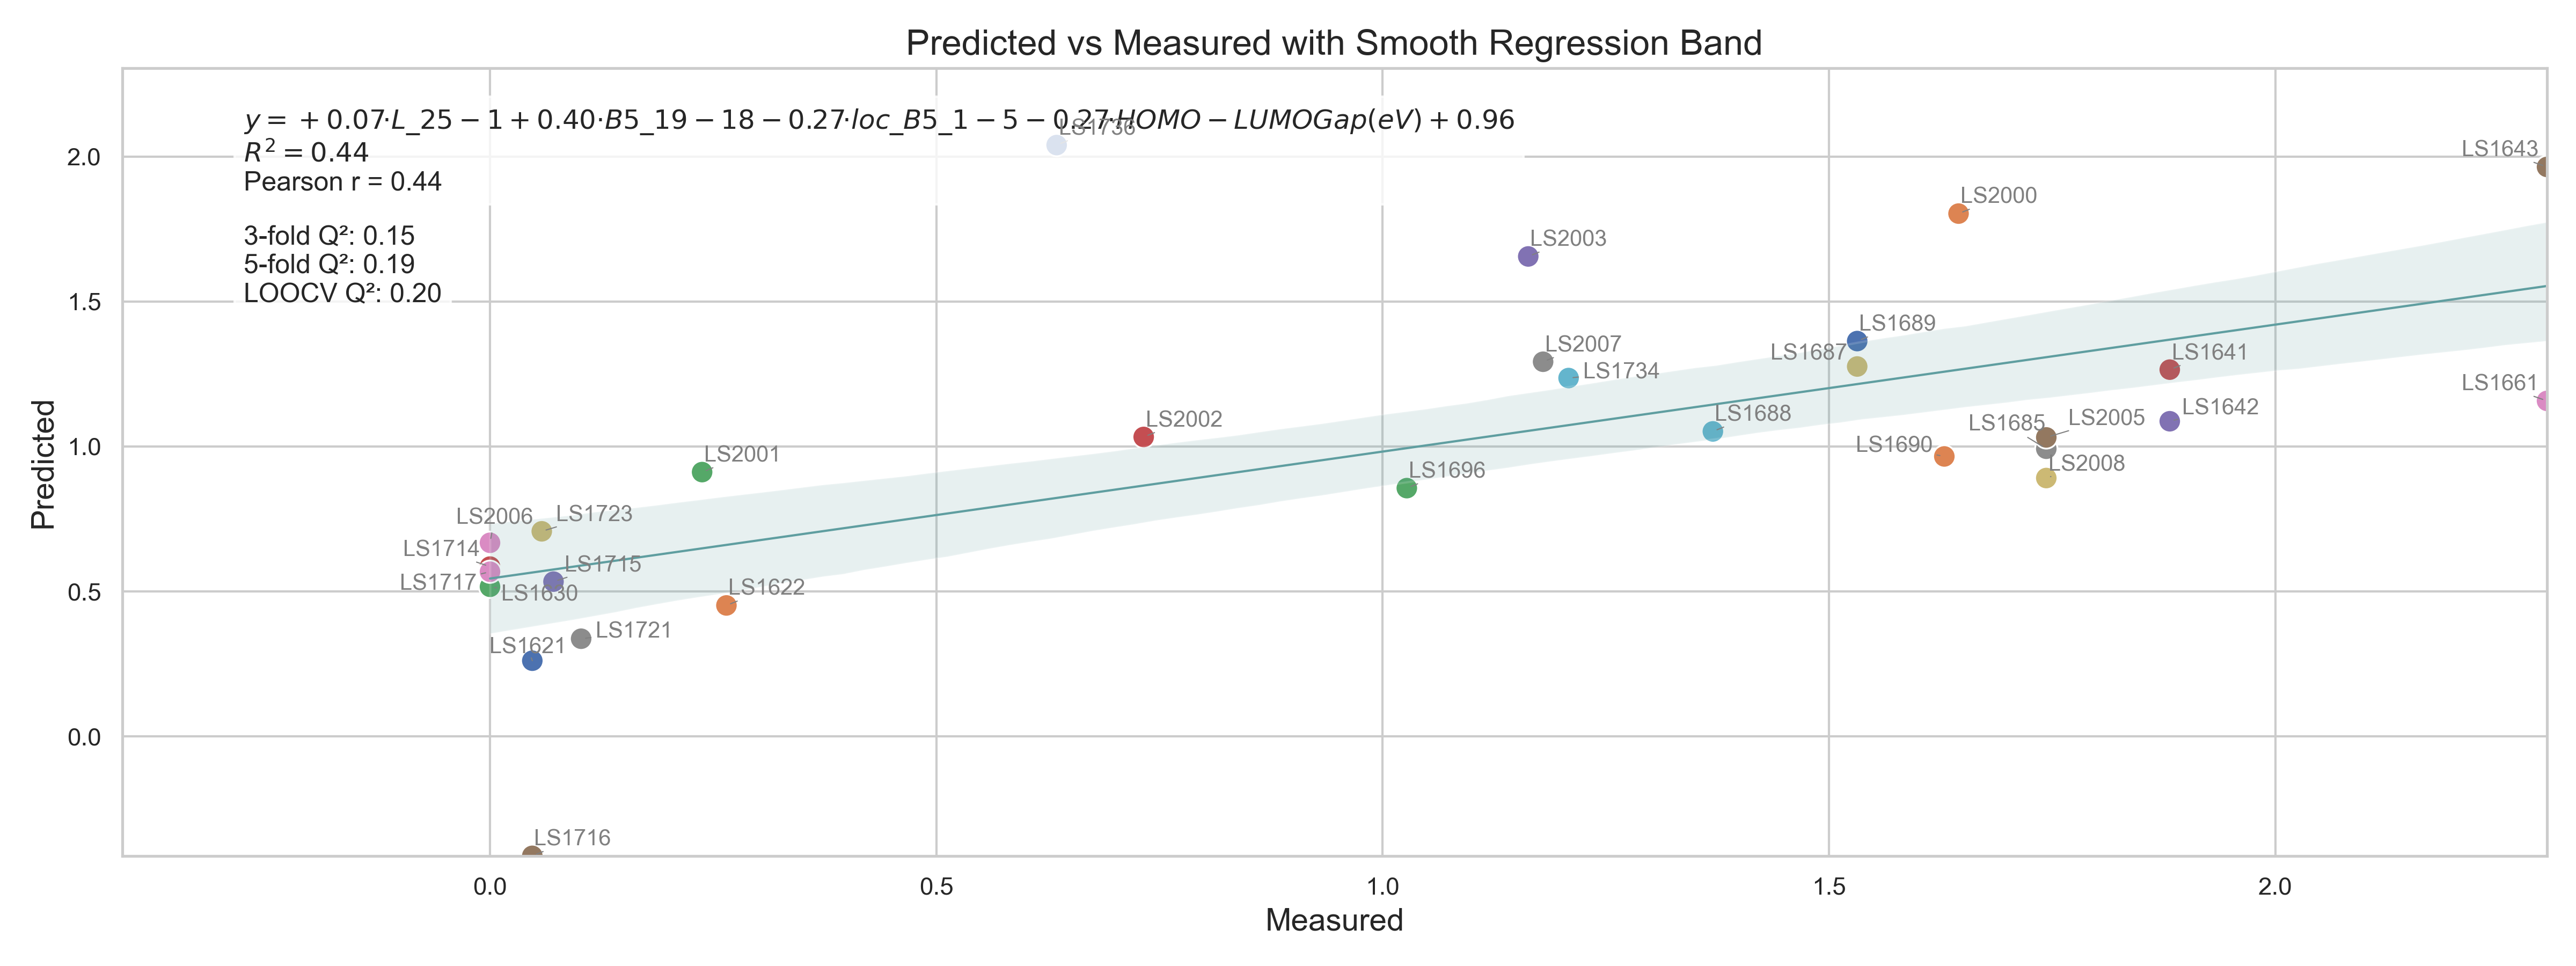 Predicted vs Measured with Smooth Regression Band
y = + 0.07·L_25 − 1 + 0.40·B5_19 − 18 − 0.27·loc_B5_1 − 5 − 0.27·HOMO − LUMOGap(eV) + 0.96
R² = 0.44
Pearson r = 0.44
3-fold Q²: 0.15
5-fold Q²: 0.19
LOOCV Q²: 0.20
LS1736
LS1643
LS2000
LS2003
LS1689
LS2007
LS1687
LS1641
LS1734
LS1661
LS1688
LS1642
LS2002
LS2005
LS1685
LS1690
LS2001
LS1696
LS2008
LS2006
LS1723
LS1714
LS1715
LS1717
LS1630
LS1622
LS1721
LS1621
LS1716
2.0
1.5
1.0
0.5
0.0
Predicted
0.0
0.5
1.0
1.5
2.0
Measured